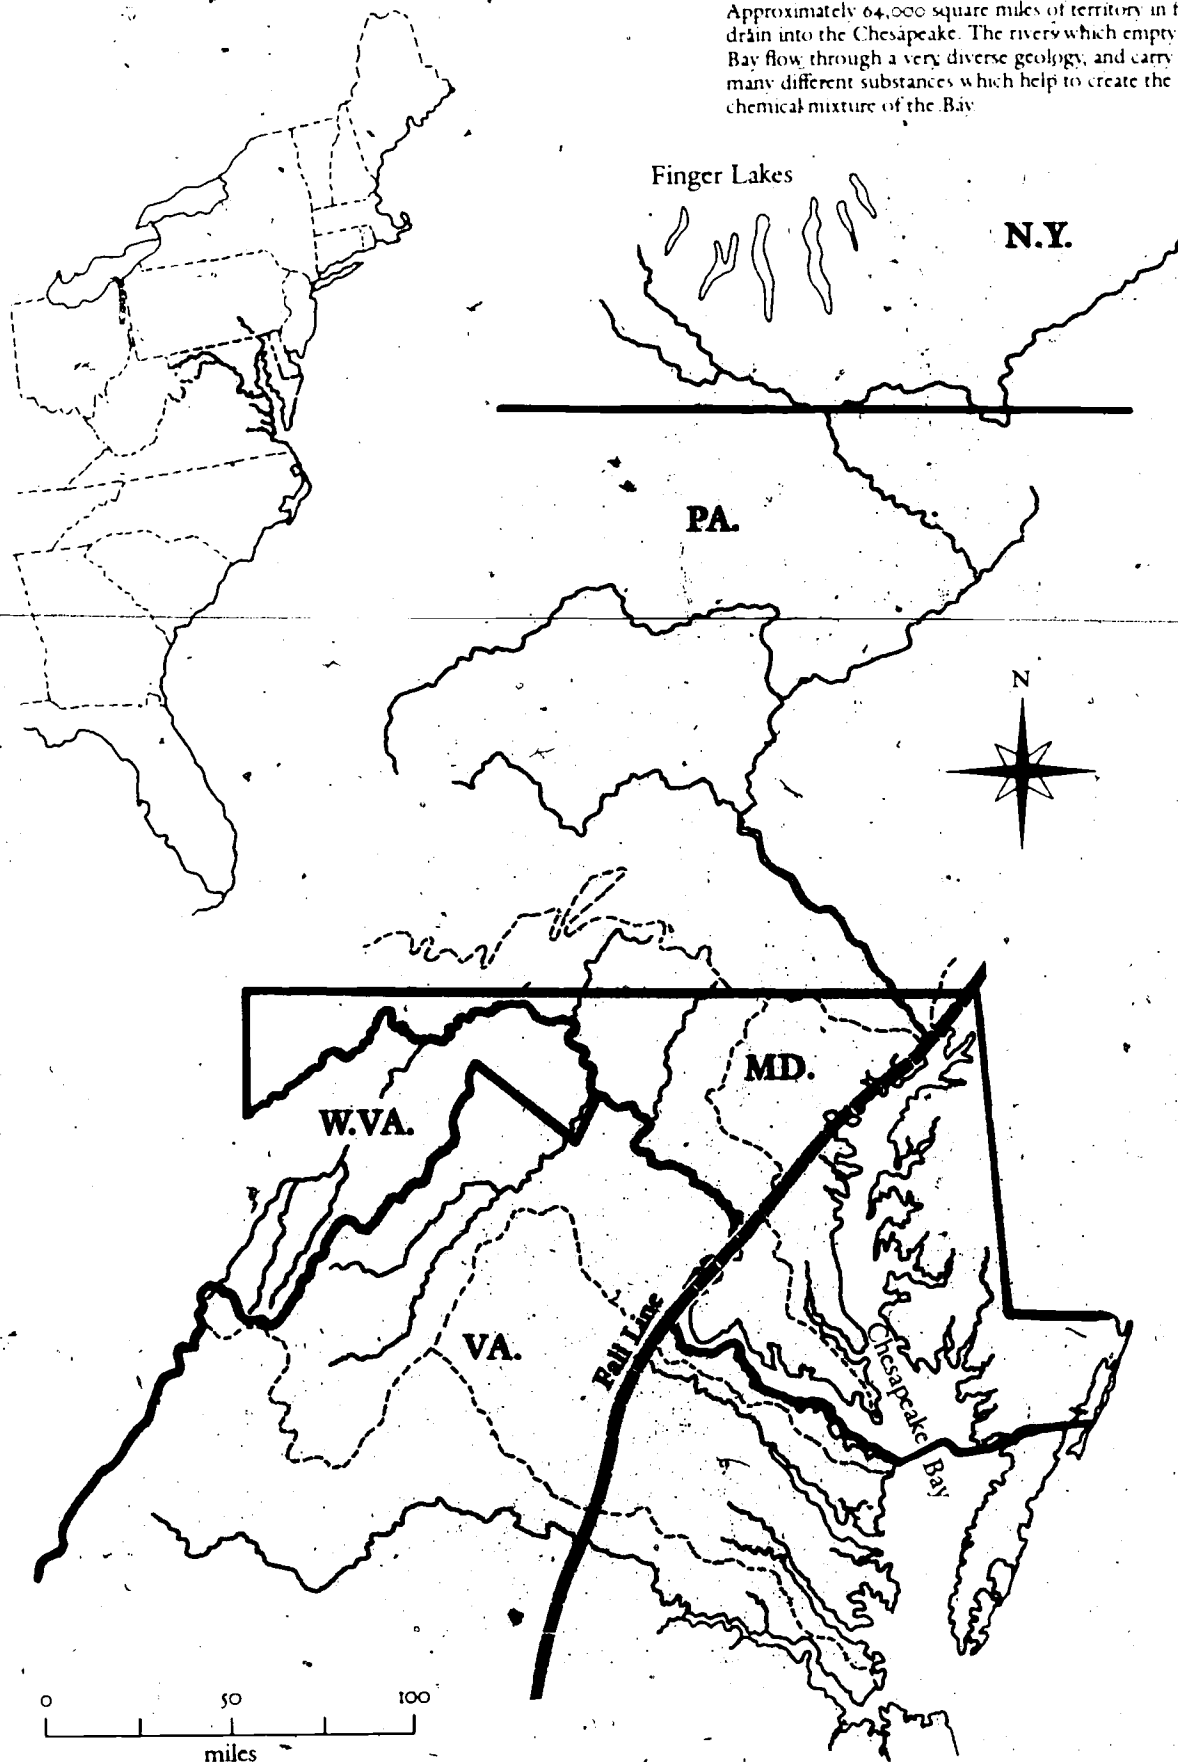 Approximately 64,000 square miles of territory in
drain into the Chesapeake. The rivers which empty
Bay flow through a very diverse geology, and carry
many different substances which help to create the
chemical mixture of the Bay
Finger Lakes
N.Y.
PA.
N
MD.
W.VA.
VA.
Fall Line
Chesapeake Bay
0 50 100
miles